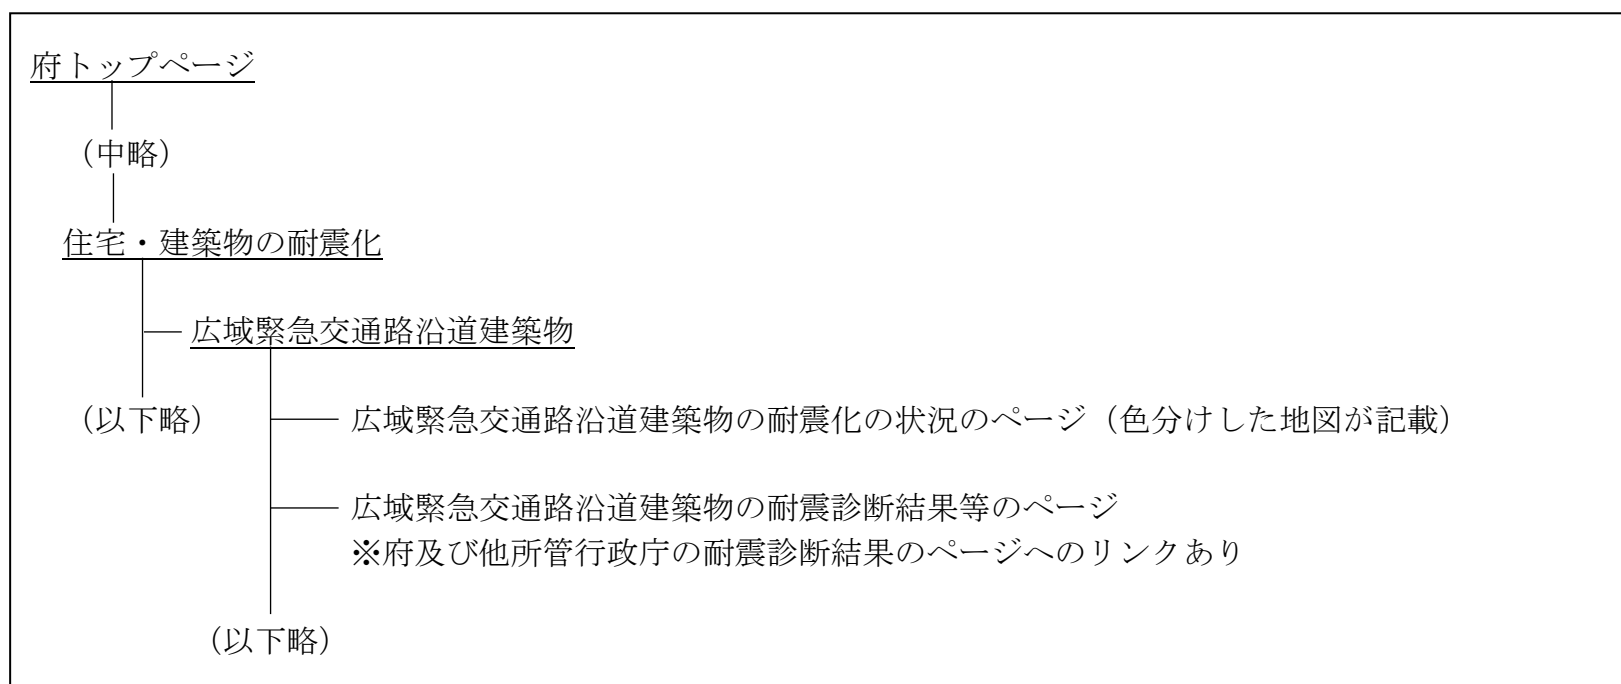 府トップページ
（中略）
住宅・建築物の耐震化
広域緊急交通路沿道建築物
（以下略）
広域緊急交通路沿道建築物の耐震化の状況のページ（色分けした地図が記載）
広域緊急交通路沿道建築物の耐震診断結果等のページ
※府及び他所管行政庁の耐震診断結果のページへのリンクあり
（以下略）